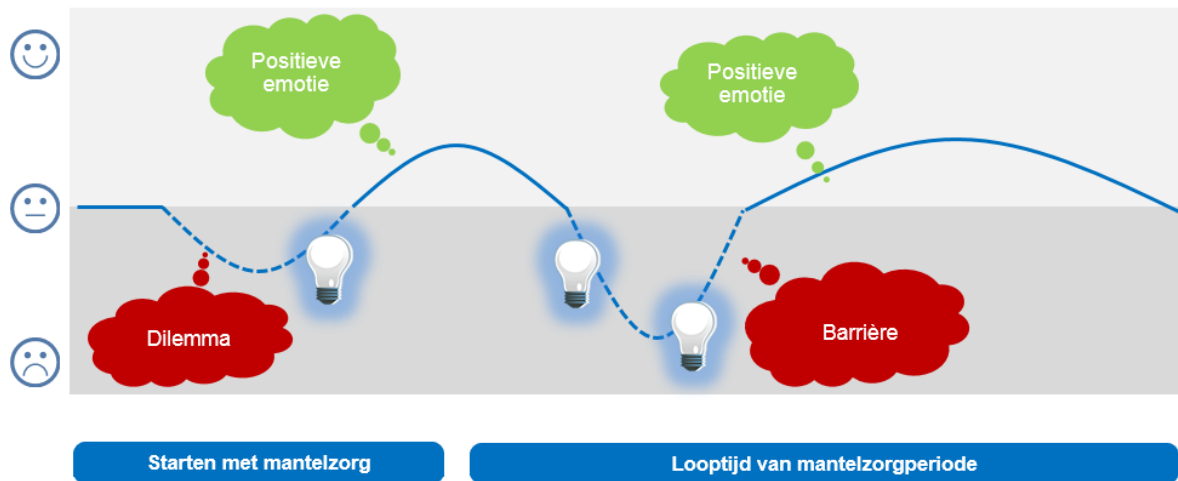 Positieve
emotie
Positieve
emotie
Dilemma
Barrière
Starten met mantelzorg
Looptijd van mantelzorgperiode